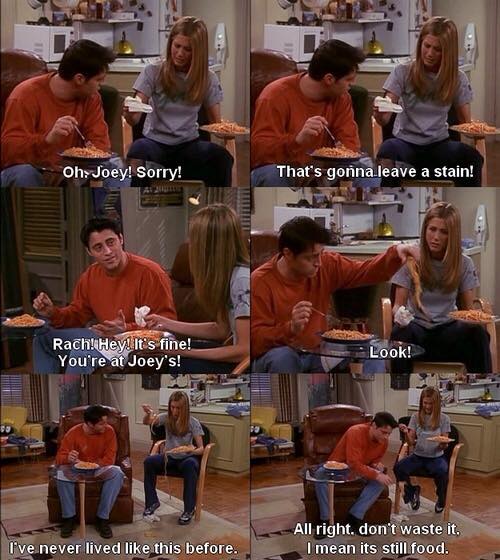 Oh, Joey! Sorry!
That's gonna leave a stain!
Rach! Hey! It's fine!
You're at Joey's!
Look!
I've never lived like this before.
All right, don't waste it.
I mean its still food.